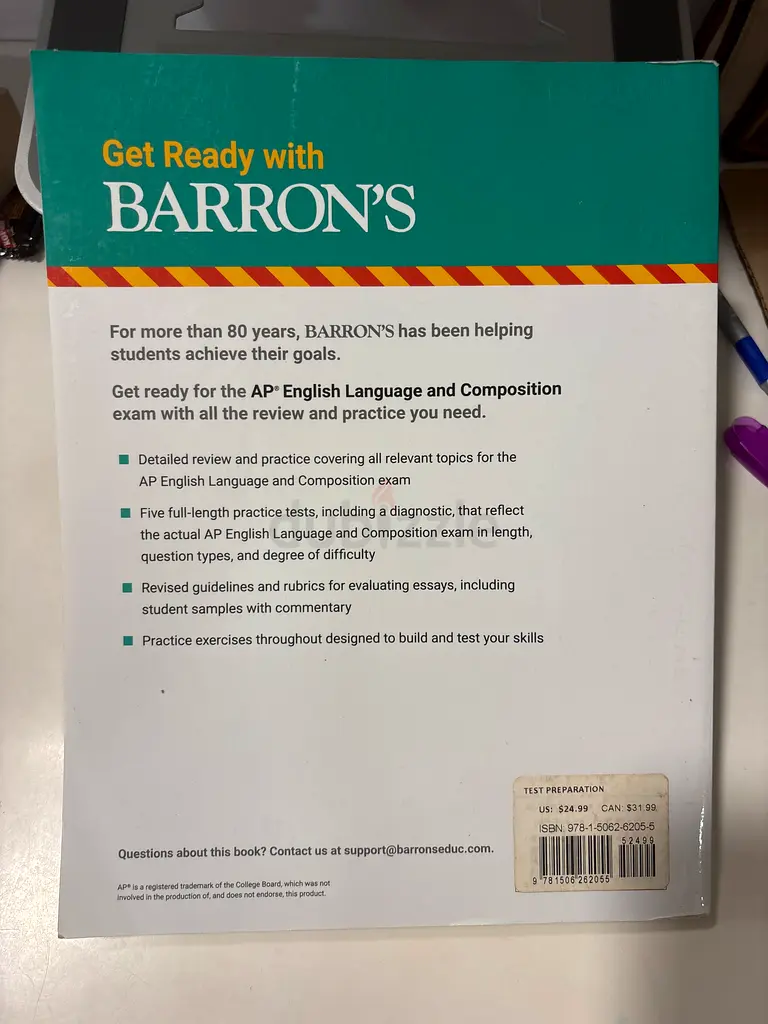 Get Ready with
BARRON'S
For more than 80 years, BARRON'S has been helping
students achieve their goals.
Get ready for the AP® English Language and Composition
exam with all the review and practice you need.
■ Detailed review and practice covering all relevant topics for the
AP English Language and Composition exam
■ Five full-length practice tests, including a diagnostic, that reflect
the actual AP English Language and Composition exam in length,
question types, and degree of difficulty
■ Revised guidelines and rubrics for evaluating essays, including
student samples with commentary
■ Practice exercises throughout designed to build and test your skills
dubizzle
TEST PREPARATION
US: $24.99 CAN: $31.99
ISBN: 978-1-5062-6205-5
52499
9 781506 262055
Questions about this book? Contact us at support@barronseduc.com.
AP® is a registered trademark of the College Board, which was not
involved in the production of, and does not endorse, this product.